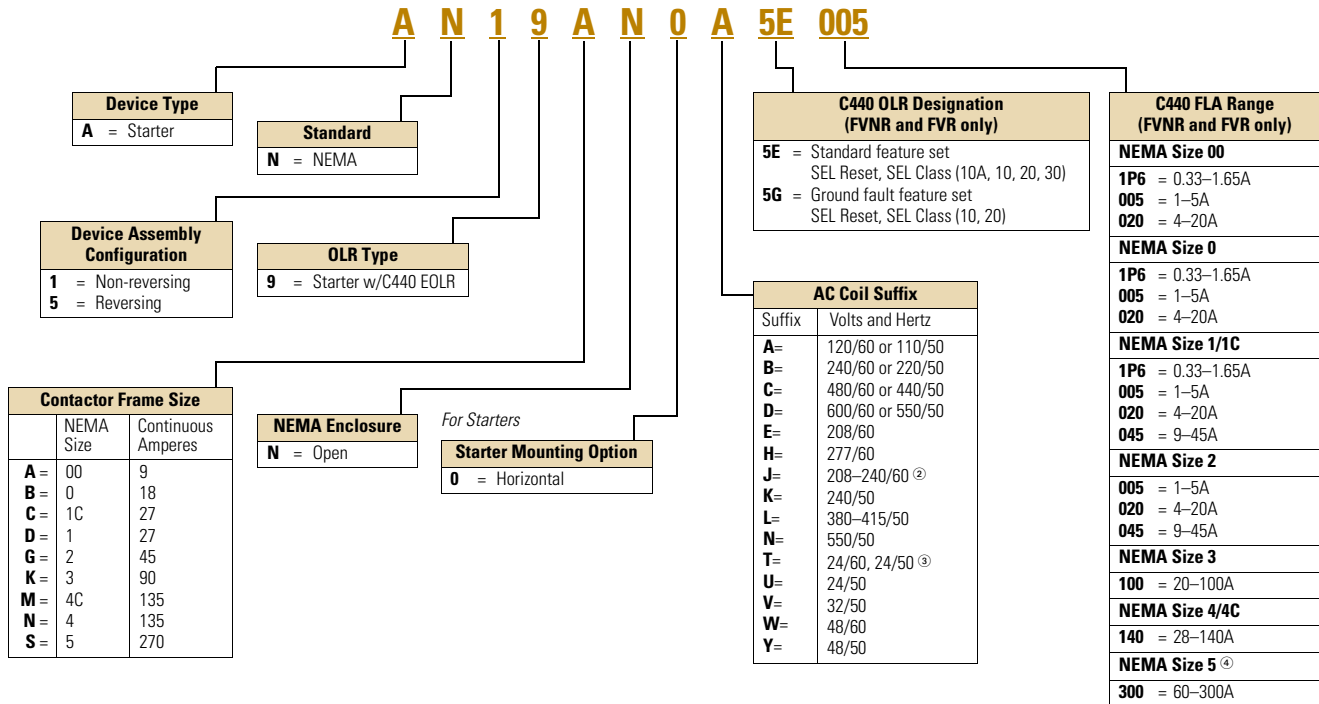 A N 1 9 A N 0 A 5E 005
Device Type
A = Starter
Standard
N = NEMA
Device Assembly
Configuration
1 = Non-reversing
5 = Reversing
OLR Type
9 = Starter w/C440 EOLR
Contactor Frame Size
NEMA Size Continuous Amperes
A = 00 9
B = 0 18
C = 1C 27
D = 1 27
G = 2 45
K = 3 90
M = 4C 135
N = 4 135
S = 5 270
NEMA Enclosure
N = Open
For Starters
Starter Mounting Option
0 = Horizontal
C440 OLR Designation
(FVNR and FVR only)
5E = Standard feature set
SEL Reset, SEL Class (10A, 10, 20, 30)
5G = Ground fault feature set
SEL Reset, SEL Class (10, 20)
AC Coil Suffix
Suffix Volts and Hertz
A= 120/60 or 110/50
B= 240/60 or 220/50
C= 480/60 or 440/50
D= 600/60 or 550/50
E= 208/60
H= 277/60
J= 208–240/60 ②
K= 240/50
L= 380–415/50
N= 550/50
T= 24/60, 24/50 ③
U= 24/50
V= 32/50
W= 48/60
Y= 48/50
C440 FLA Range
(FVNR and FVR only)
NEMA Size 00
1P6 = 0.33–1.65A
005 = 1–5A
020 = 4–20A
NEMA Size 0
1P6 = 0.33–1.65A
005 = 1–5A
020 = 4–20A
NEMA Size 1/1C
1P6 = 0.33–1.65A
005 = 1–5A
020 = 4–20A
045 = 9–45A
NEMA Size 2
005 = 1–5A
020 = 4–20A
045 = 9–45A
NEMA Size 3
100 = 20–100A
NEMA Size 4/4C
140 = 28–140A
NEMA Size 5 ④
300 = 60–300A